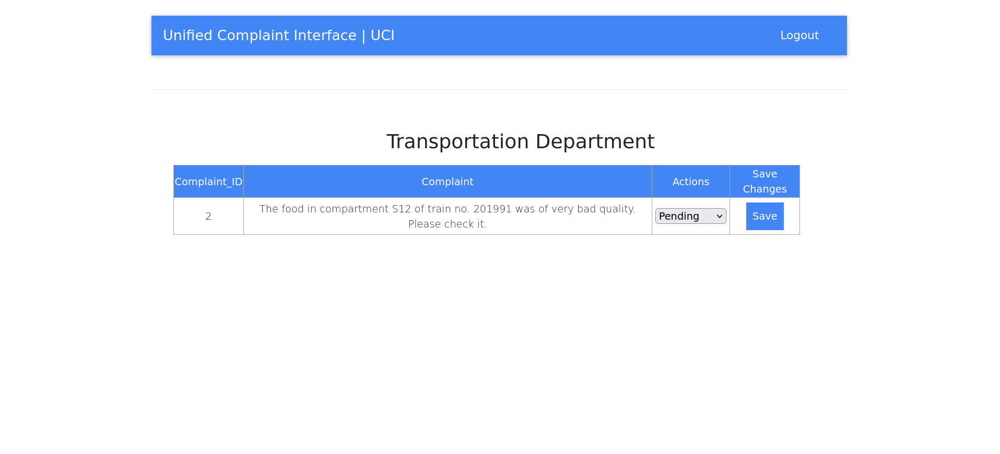 Unified Complaint Interface | UCI
Logout
Transportation Department
Complaint_ID
Complaint
Actions
Save
Changes
2
The food in compartment S12 of train no. 201991 was of very bad quality.
Please check it.
Pending
Save